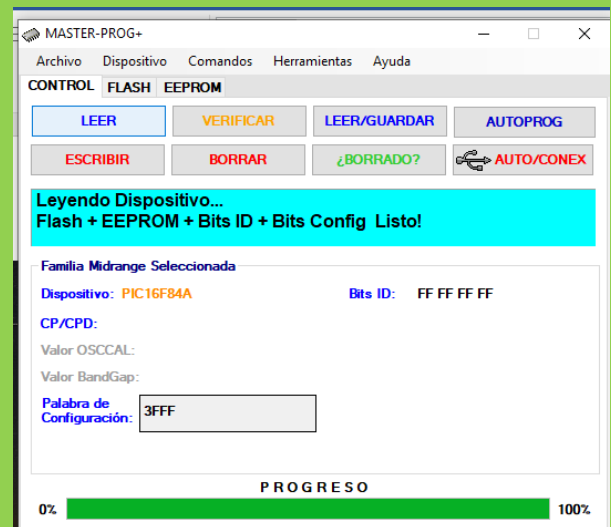 MASTER-PROG+
Archivo Dispositivo Comandos Herramientas Ayuda
CONTROL FLASH EEPROM
LEER VERIFICAR LEER/GUARDAR AUTOPROG
ESCRIBIR BORRAR ¿BORRADO? AUTO/CONEX
Leyendo Dispositivo...
Flash + EEPROM + Bits ID + Bits Config Listo!
Familia Midrange Seleccionada
Dispositivo: PIC16F84A Bits ID: FF FF FF FF
CP/CPD:
Valor OSCCAL:
Valor BandGap:
Palabra de
Configuración: 3FFF
PROGRESO
0% 100%